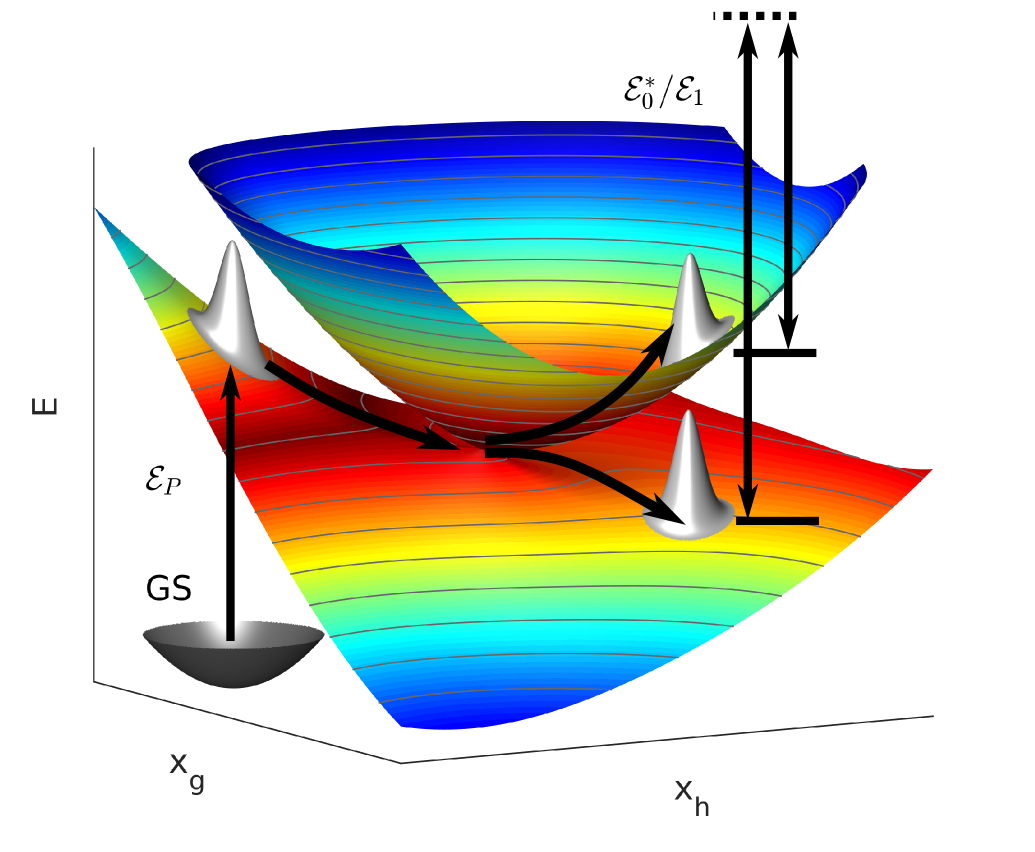 ℰ₀*/ℰ₁
E
ℰ_P
GS
x_g
x_h